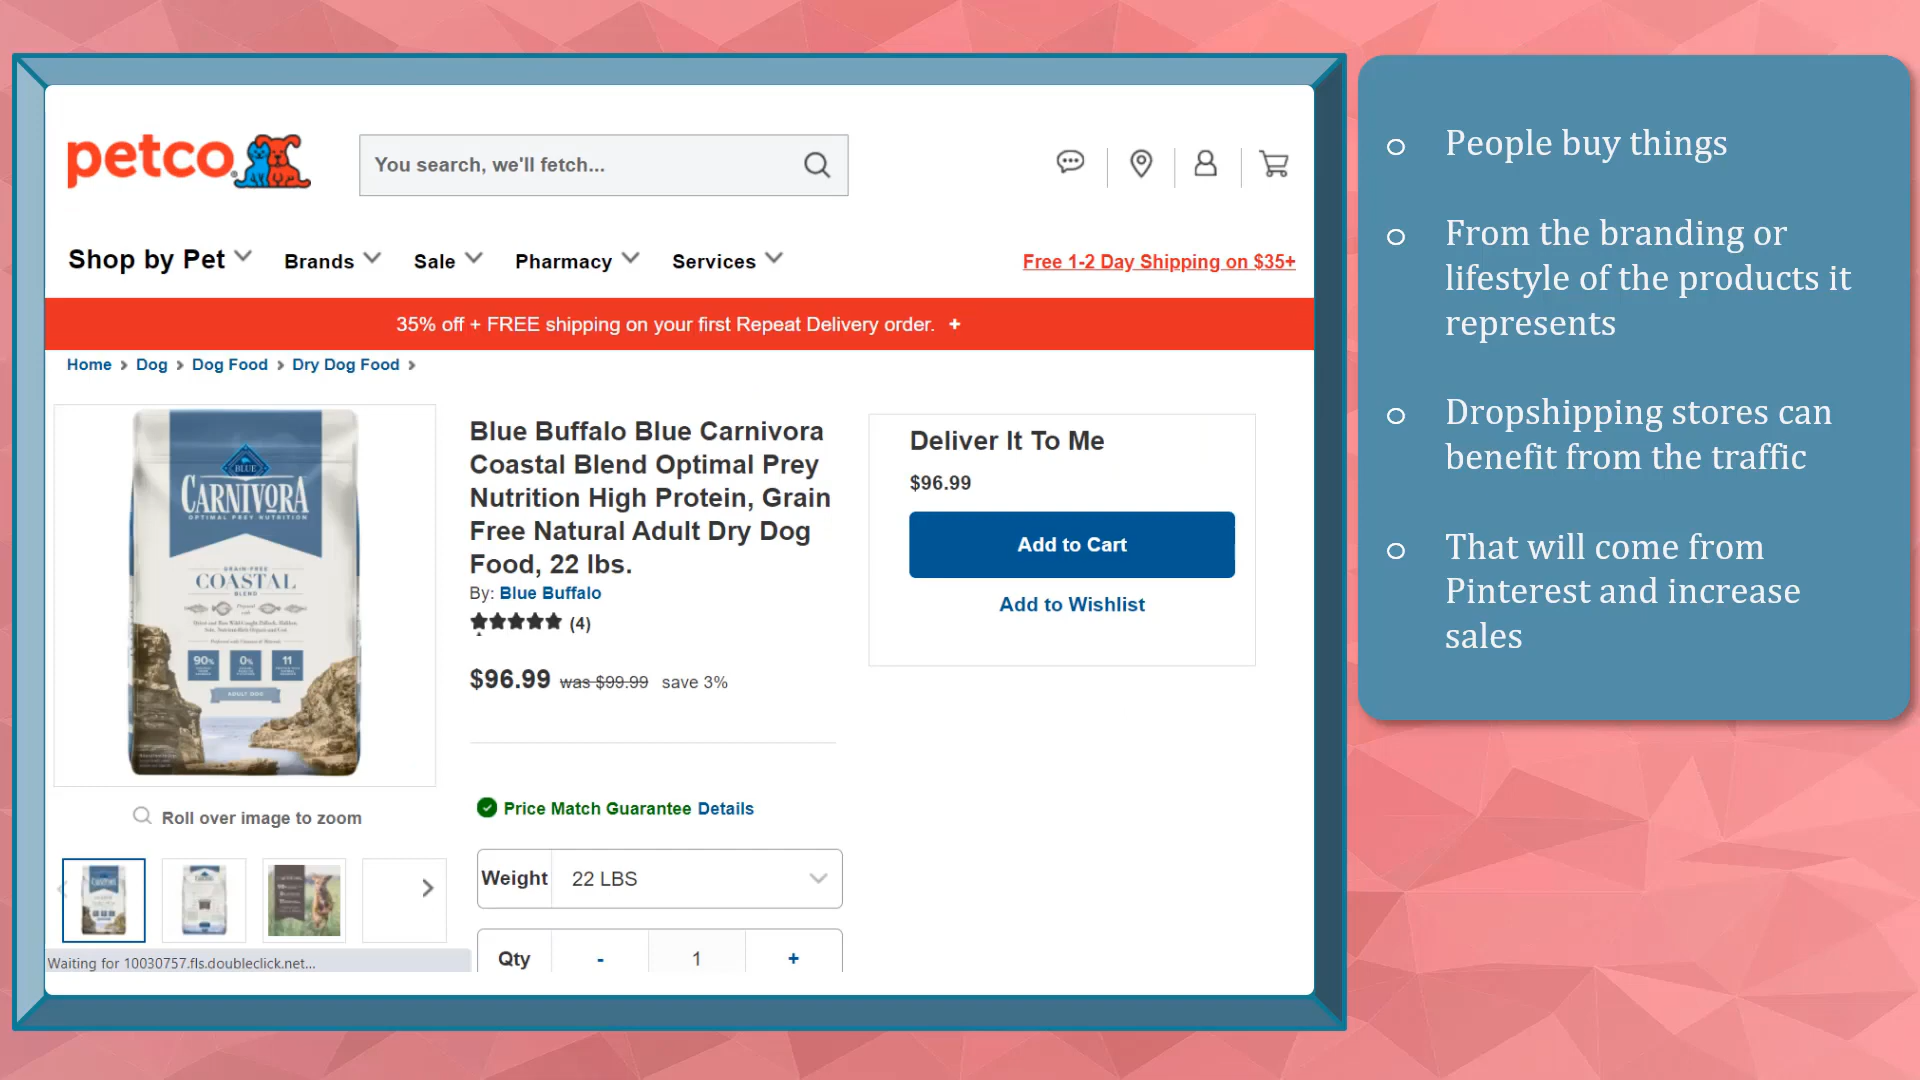 petco
You search, we'll fetch...
Shop by Pet
Brands
Sale
Pharmacy
Services
Free 1-2 Day Shipping on $35+
35% off + FREE shipping on your first Repeat Delivery order. +
Home > Dog > Dog Food > Dry Dog Food >
BLUE
CARNIVORA
OPTIMAL PREY NUTRITION
GRAIN-FREE
COASTAL
BLEND
90%
0%
11
ADULT DOG
Roll over image to zoom
Blue Buffalo Blue Carnivora
Coastal Blend Optimal Prey
Nutrition High Protein, Grain
Free Natural Adult Dry Dog
Food, 22 lbs.
By: Blue Buffalo
(4)
$96.99 was $99.99 save 3%
Price Match Guarantee Details
Weight 22 LBS
Qty - 1 +
Deliver It To Me
$96.99
Add to Cart
Add to Wishlist
Waiting for 10030757.fls.doubleclick.net...
o People buy things
o From the branding or
lifestyle of the products it
represents
o Dropshipping stores can
benefit from the traffic
o That will come from
Pinterest and increase
sales